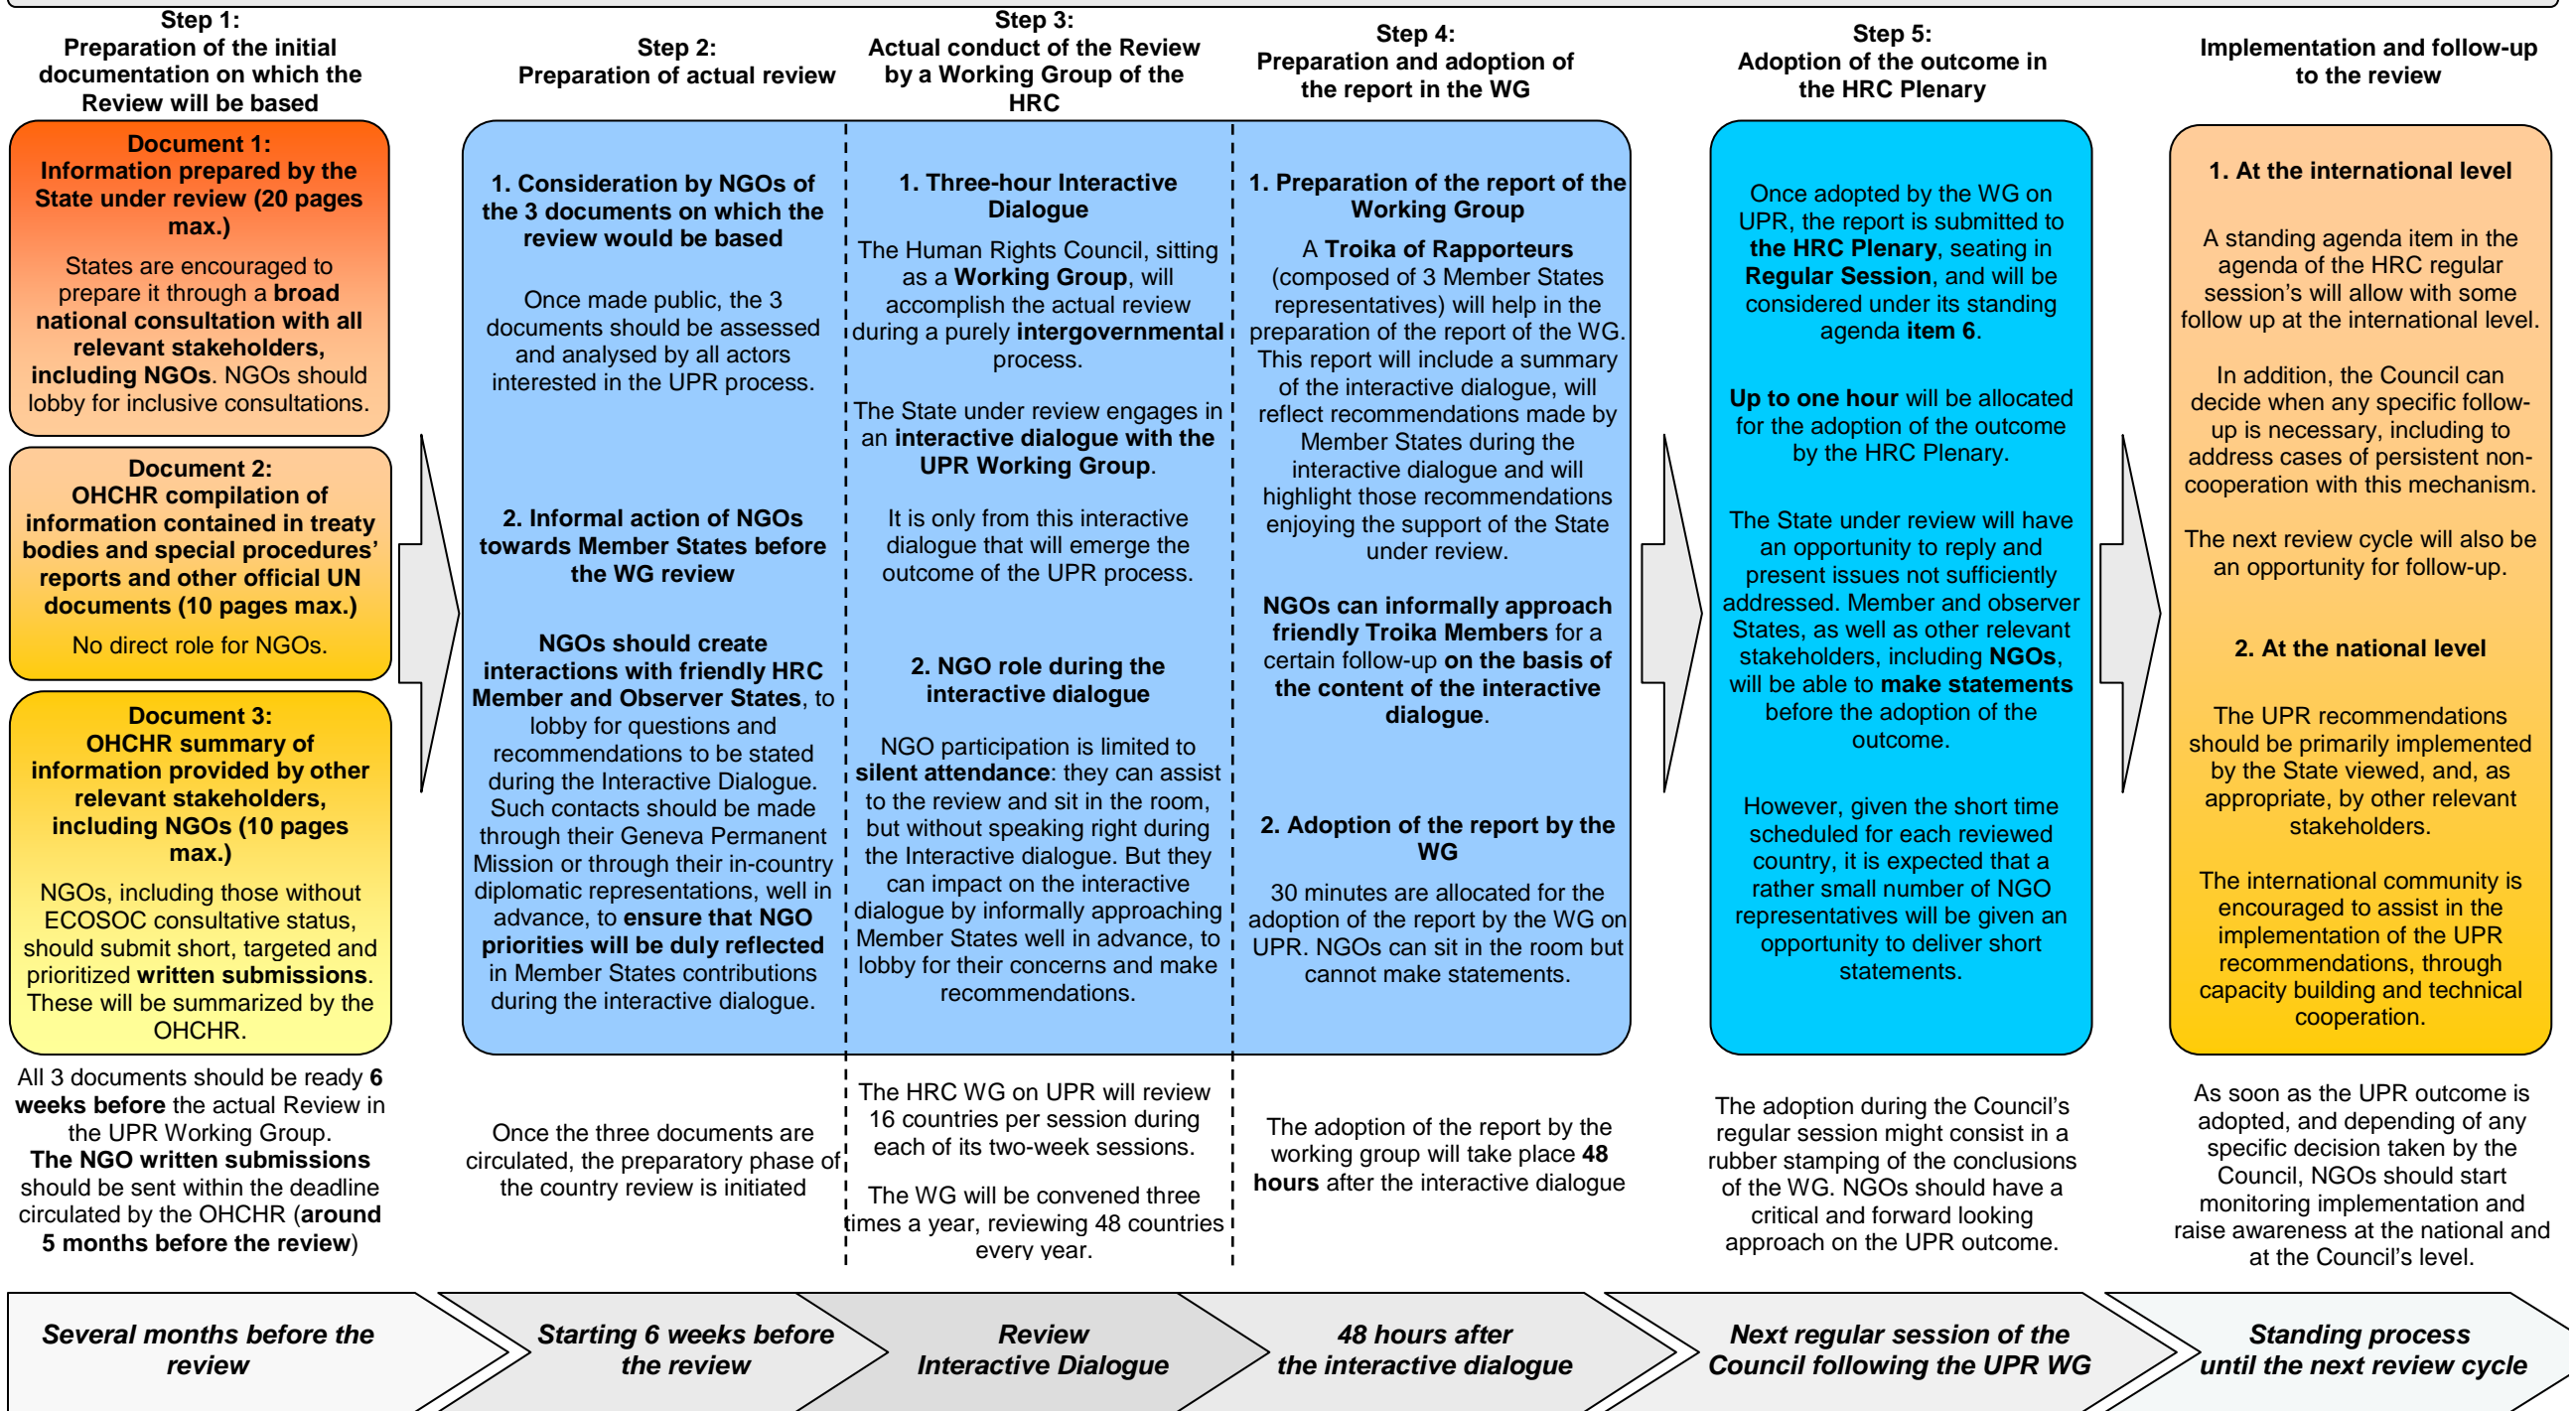 Step 1:
Preparation of the initial
documentation on which the
Review will be based
Document 1:
Information prepared by the
State under review (20 pages
max.)
States are encouraged to
prepare it through a broad
national consultation with all
relevant stakeholders,
including NGOs. NGOs should
lobby for inclusive consultations.
Document 2:
OHCHR compilation of
information contained in treaty
bodies and special procedures’
reports and other official UN
documents (10 pages max.)
No direct role for NGOs.
Document 3:
OHCHR summary of
information provided by other
relevant stakeholders,
including NGOs (10 pages
max.)
NGOs, including those without
ECOSOC consultative status,
should submit short, targeted and
prioritized written submissions.
These will be summarized by the
OHCHR.
All 3 documents should be ready 6
weeks before the actual Review in
the UPR Working Group.
The NGO written submissions
should be sent within the deadline
circulated by the OHCHR (around
5 months before the review)
Step 2:
Preparation of actual review
1. Consideration by NGOs of
the 3 documents on which the
review would be based
Once made public, the 3
documents should be assessed
and analysed by all actors
interested in the UPR process.
2. Informal action of NGOs
towards Member States before
the WG review
NGOs should create
interactions with friendly HRC
Member and Observer States, to
lobby for questions and
recommendations to be stated
during the Interactive Dialogue.
Such contacts should be made
through their Geneva Permanent
Mission or through their in-country
diplomatic representations, well in
advance, to ensure that NGO
priorities will be duly reflected
in Member States contributions
during the interactive dialogue.
Once the three documents are
circulated, the preparatory phase of
the country review is initiated
Step 3:
Actual conduct of the Review
by a Working Group of the
HRC
1. Three-hour Interactive
Dialogue
The Human Rights Council, sitting
as a Working Group, will
accomplish the actual review
during a purely intergovernmental
process.
The State under review engages in
an interactive dialogue with the
UPR Working Group.
It is only from this interactive
dialogue that will emerge the
outcome of the UPR process.
2. NGO role during the
interactive dialogue
NGO participation is limited to
silent attendance: they can assist
to the review and sit in the room,
but without speaking right during
the Interactive dialogue. But they
can impact on the interactive
dialogue by informally approaching
Member States well in advance, to
lobby for their concerns and make
recommendations.
The HRC WG on UPR will review
16 countries per session during
each of its two-week sessions.
The WG will be convened three
times a year, reviewing 48 countries
every year.
Step 4:
Preparation and adoption of
the report in the WG
1. Preparation of the report of the
Working Group
A Troika of Rapporteurs
(composed of 3 Member States
representatives) will help in the
preparation of the report of the WG.
This report will include a summary
of the interactive dialogue, will
reflect recommendations made by
Member States during the
interactive dialogue and will
highlight those recommendations
enjoying the support of the State
under review.
NGOs can informally approach
friendly Troika Members for a
certain follow-up on the basis of
the content of the interactive
dialogue.
2. Adoption of the report by the
WG
30 minutes are allocated for the
adoption of the report by the WG on
UPR. NGOs can sit in the room but
cannot make statements.
The adoption of the report by the
working group will take place 48
hours after the interactive dialogue
Step 5:
Adoption of the outcome in
the HRC Plenary
Once adopted by the WG on
UPR, the report is submitted to
the HRC Plenary, seating in
Regular Session, and will be
considered under its standing
agenda item 6.
Up to one hour will be allocated
for the adoption of the outcome
by the HRC Plenary.
The State under review will have
an opportunity to reply and
present issues not sufficiently
addressed. Member and observer
States, as well as other relevant
stakeholders, including NGOs,
will be able to make statements
before the adoption of the
outcome.
However, given the short time
scheduled for each reviewed
country, it is expected that a
rather small number of NGO
representatives will be given an
opportunity to deliver short
statements.
The adoption during the Council’s
regular session might consist in a
rubber stamping of the conclusions
of the WG. NGOs should have a
critical and forward looking
approach on the UPR outcome.
Implementation and follow-up
to the review
1. At the international level
A standing agenda item in the
agenda of the HRC regular
session’s will allow with some
follow up at the international level.
In addition, the Council can
decide when any specific follow-
up is necessary, including to
address cases of persistent non-
cooperation with this mechanism.
The next review cycle will also be
an opportunity for follow-up.
2. At the national level
The UPR recommendations
should be primarily implemented
by the State viewed, and, as
appropriate, by other relevant
stakeholders.
The international community is
encouraged to assist in the
implementation of the UPR
recommendations, through
capacity building and technical
cooperation.
As soon as the UPR outcome is
adopted, and depending of any
specific decision taken by the
Council, NGOs should start
monitoring implementation and
raise awareness at the national and
at the Council’s level.
Several months before the
review
Starting 6 weeks before
the review
Review
Interactive Dialogue
48 hours after
the interactive dialogue
Next regular session of the
Council following the UPR WG
Standing process
until the next review cycle